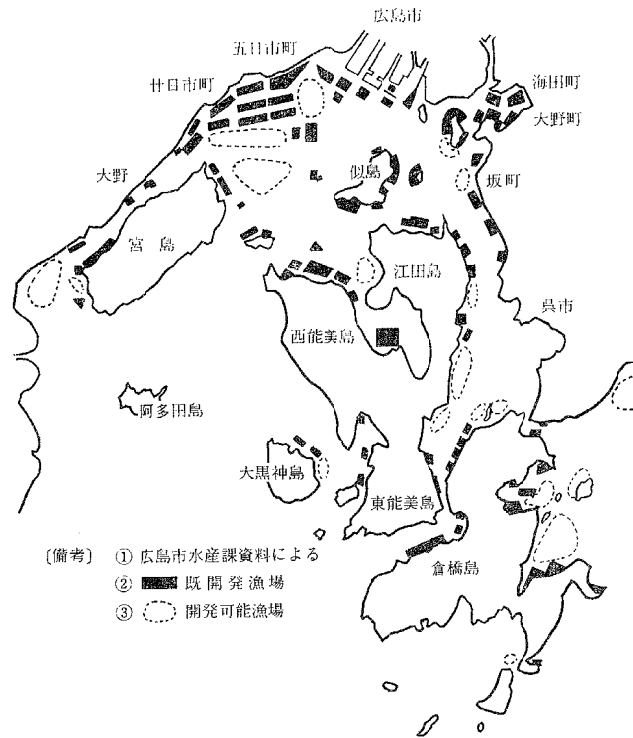 広島市
五日市町
廿日市町
海田町
大野町
大野
似島
坂町
宮島
江田島
呉市
西能美島
阿多田島
大黒神島
東能美島
倉橋島
〔備考〕 ① 広島市水産課資料による
② 既開発漁場
③ 開発可能漁場